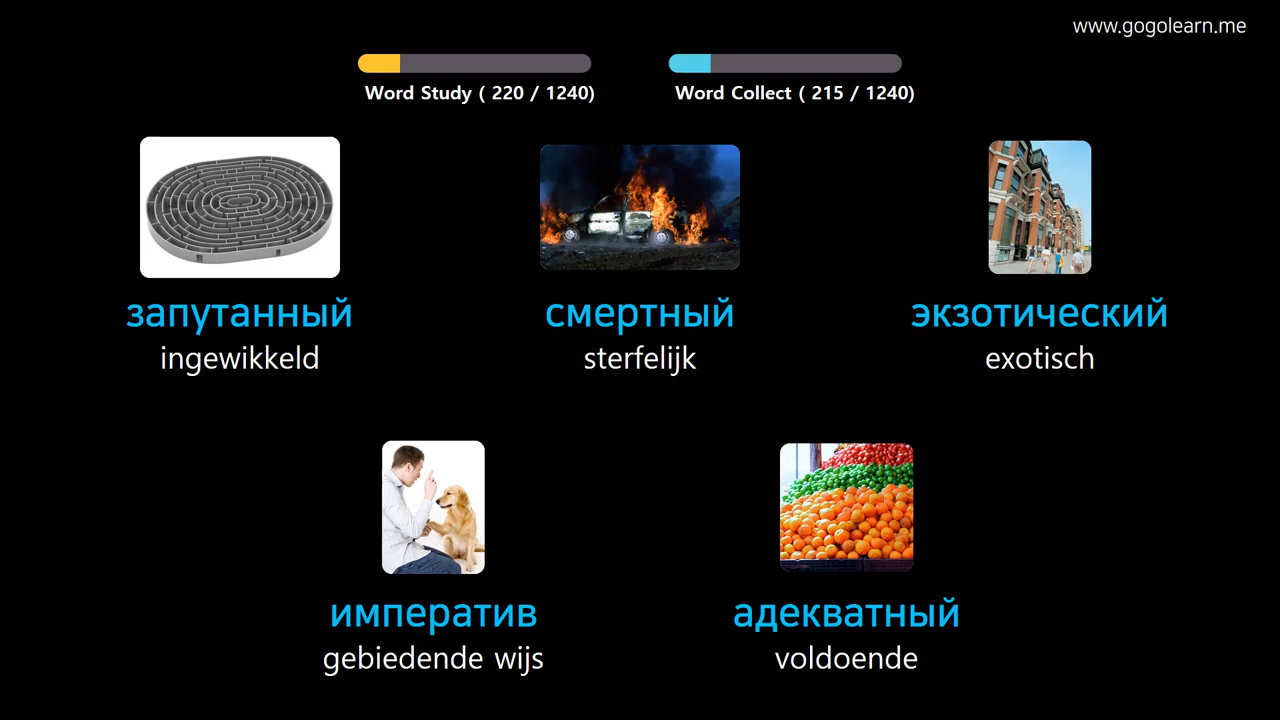 www.gogolearn.me
Word Study ( 220 / 1240)
Word Collect ( 215 / 1240)
запутанный
ingewikkeld
смертный
sterfelijk
экзотический
exotisch
императив
gebiedende wijs
адекватный
voldoende